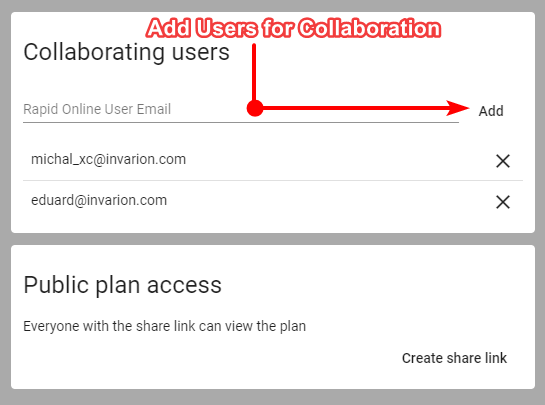 Add Users for Collaboration
Collaborating users
Rapid Online User Email
Add
michal_xc@invarion.com
eduard@invarion.com
Public plan access
Everyone with the share link can view the plan
Create share link